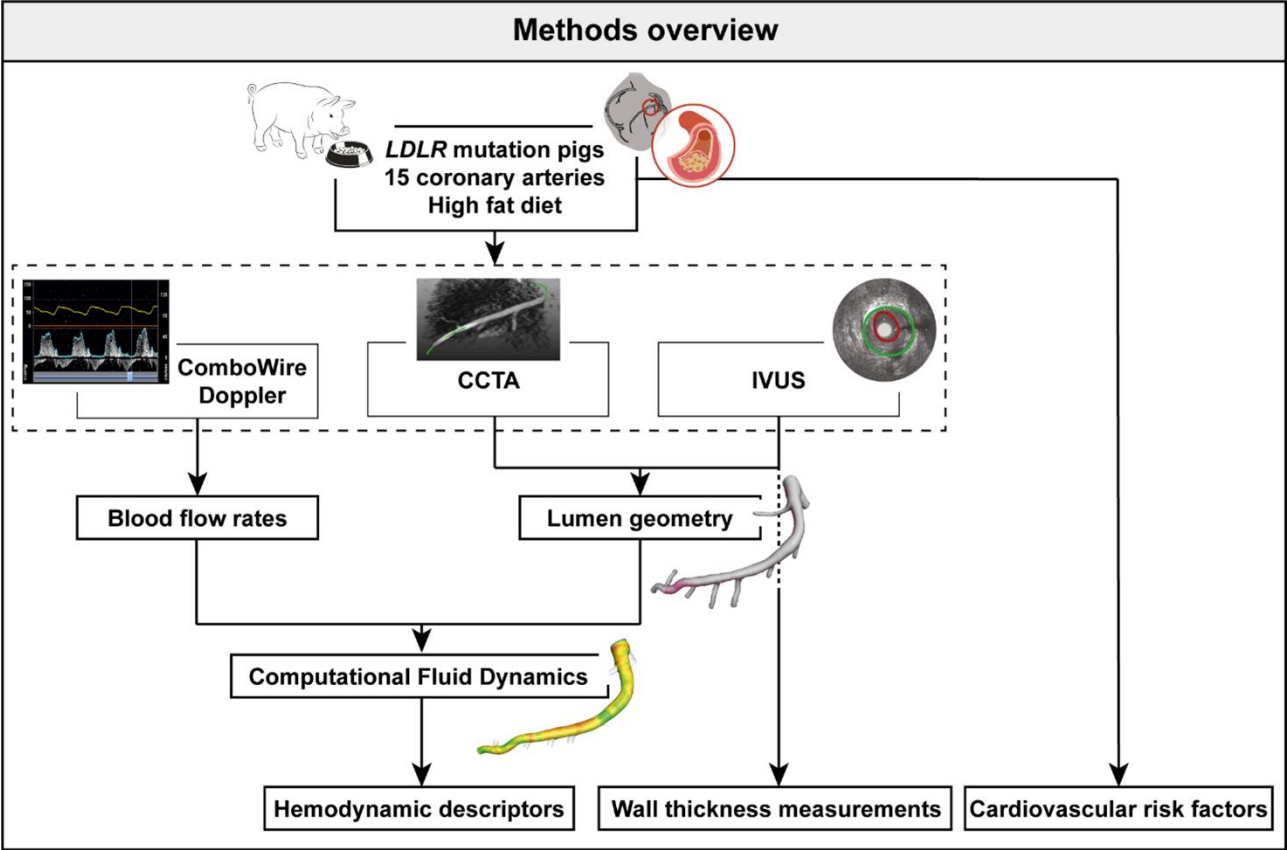 Methods overview
LDLR mutation pigs
15 coronary arteries
High fat diet
ComboWire
Doppler
CCTA
IVUS
Blood flow rates
Lumen geometry
Computational Fluid Dynamics
Hemodynamic descriptors
Wall thickness measurements
Cardiovascular risk factors